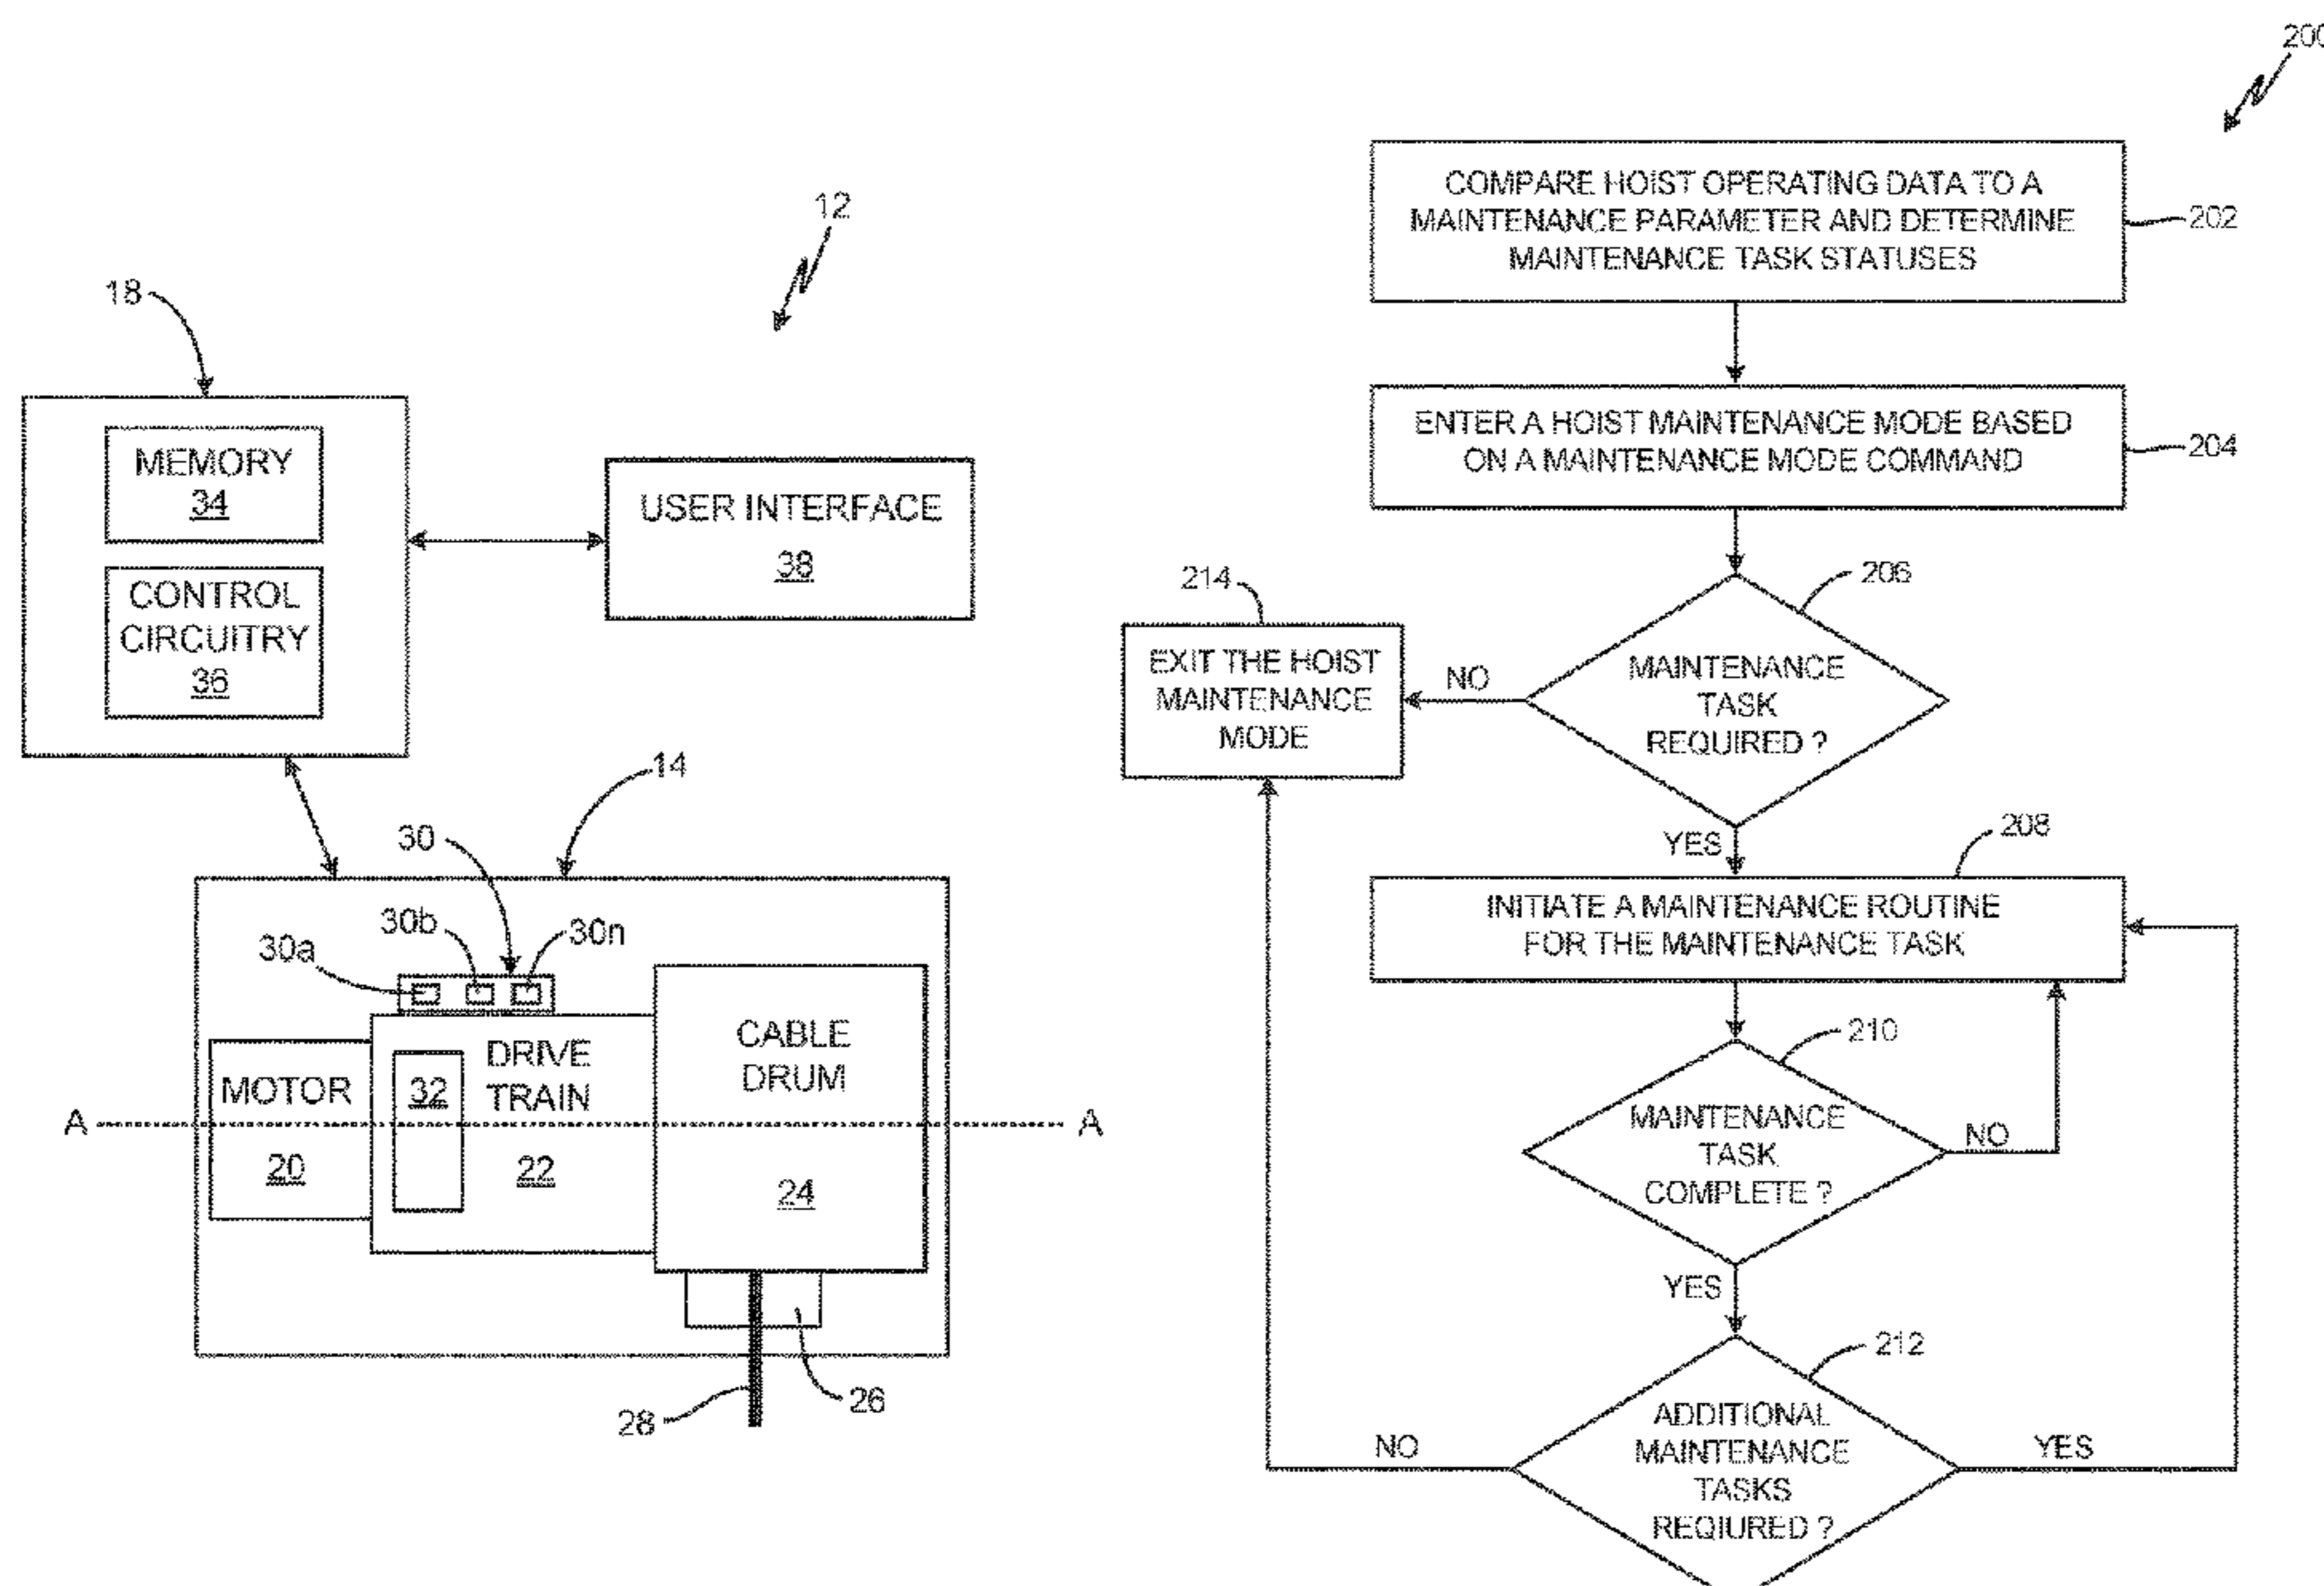 12
18
MEMORY
34
CONTROL
CIRCUITRY
36
USER INTERFACE
38
14
30
30a
30b
30n
MOTOR
20
32
DRIVE
TRAIN
22
CABLE
DRUM
24
A
A
28
26
200
COMPARE HOIST OPERATING DATA TO A
MAINTENANCE PARAMETER AND DETERMINE
MAINTENANCE TASK STATUSES
202
ENTER A HOIST MAINTENANCE MODE BASED
ON A MAINTENANCE MODE COMMAND
204
206
MAINTENANCE
TASK
REQUIRED ?
NO
214
EXIT THE HOIST
MAINTENANCE
MODE
YES
208
INITIATE A MAINTENANCE ROUTINE
FOR THE MAINTENANCE TASK
210
MAINTENANCE
TASK
COMPLETE ?
NO
YES
212
ADDITIONAL
MAINTENANCE
TASKS
REQIURED ?
NO
YES